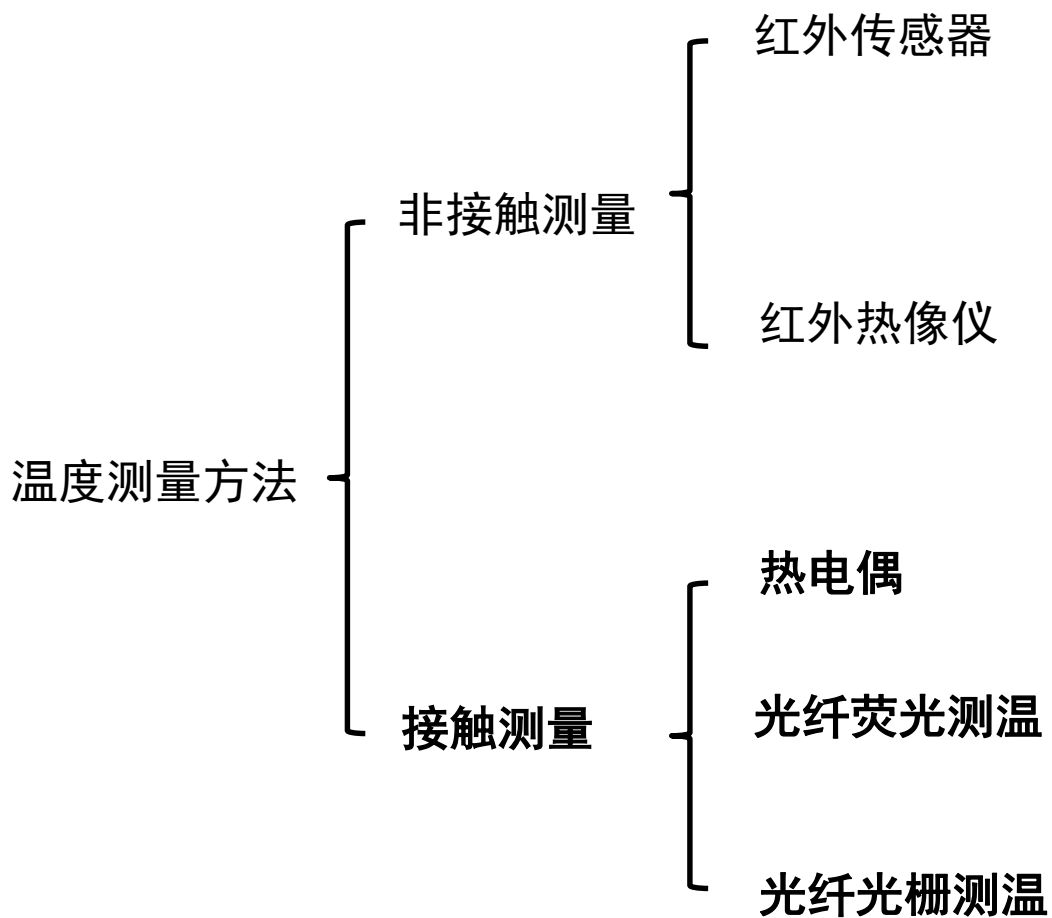 红外传感器
非接触测量
红外热像仪
温度测量方法
热电偶
接触测量
光纤荧光测温
光纤光栅测温